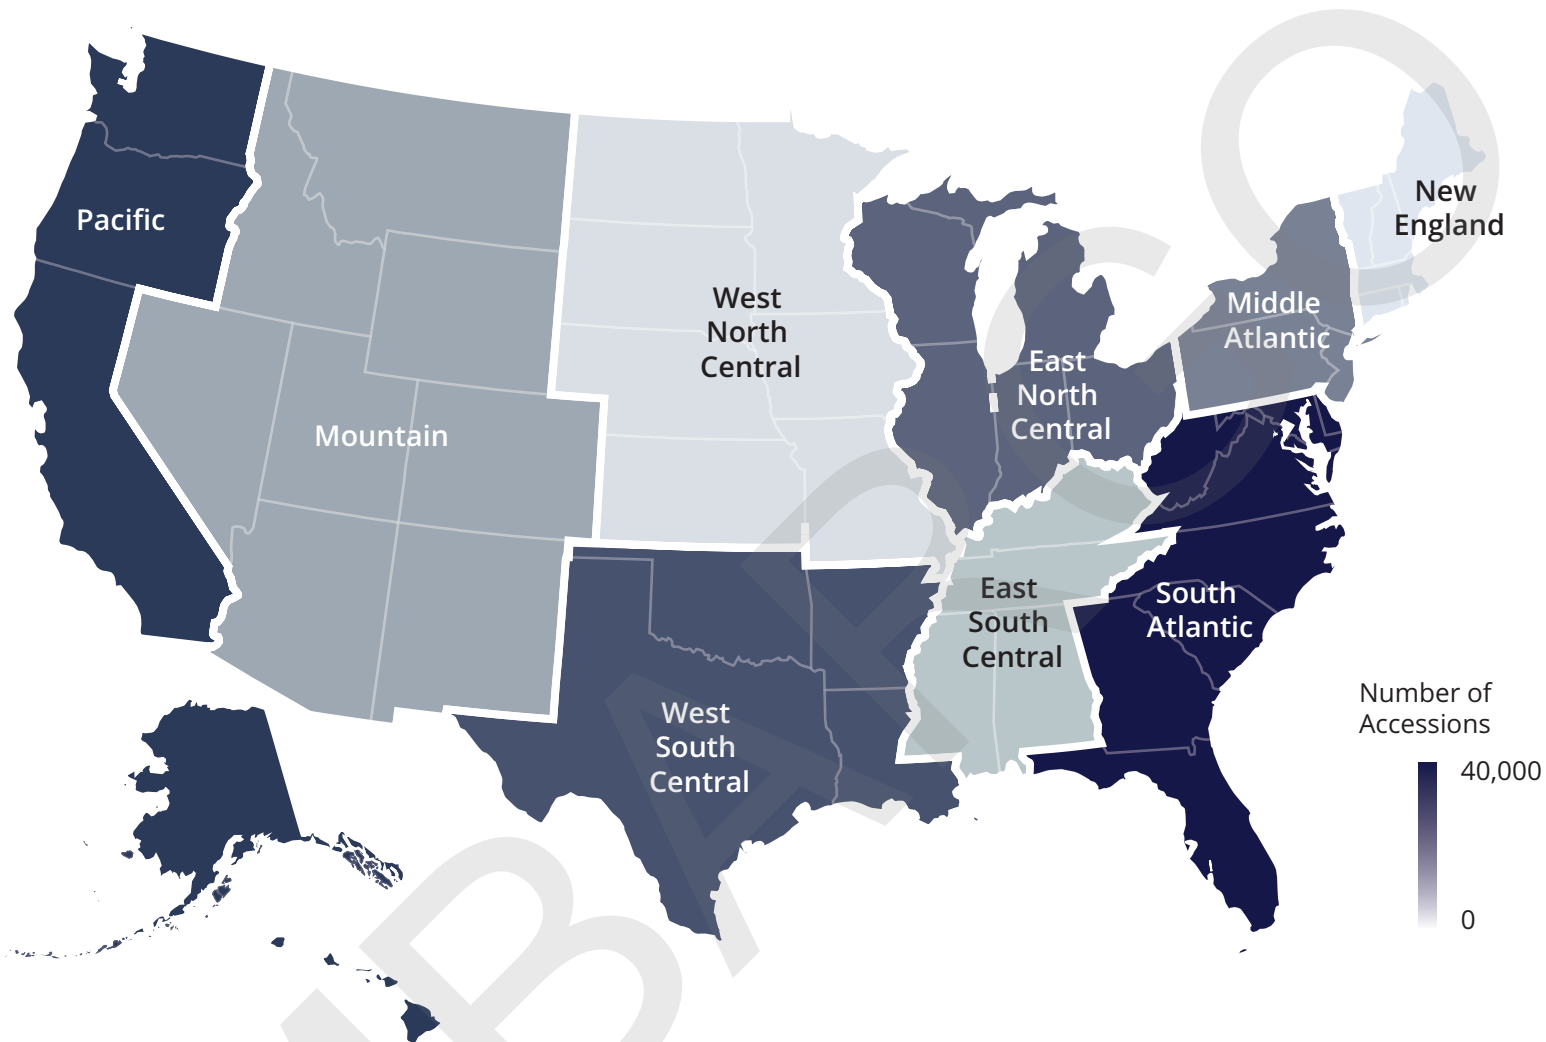 Pacific
Mountain
West
North
Central
West
South
Central
East
North
Central
East
South
Central
South
Atlantic
Middle
Atlantic
New
England
Number of
Accessions
40,000
0